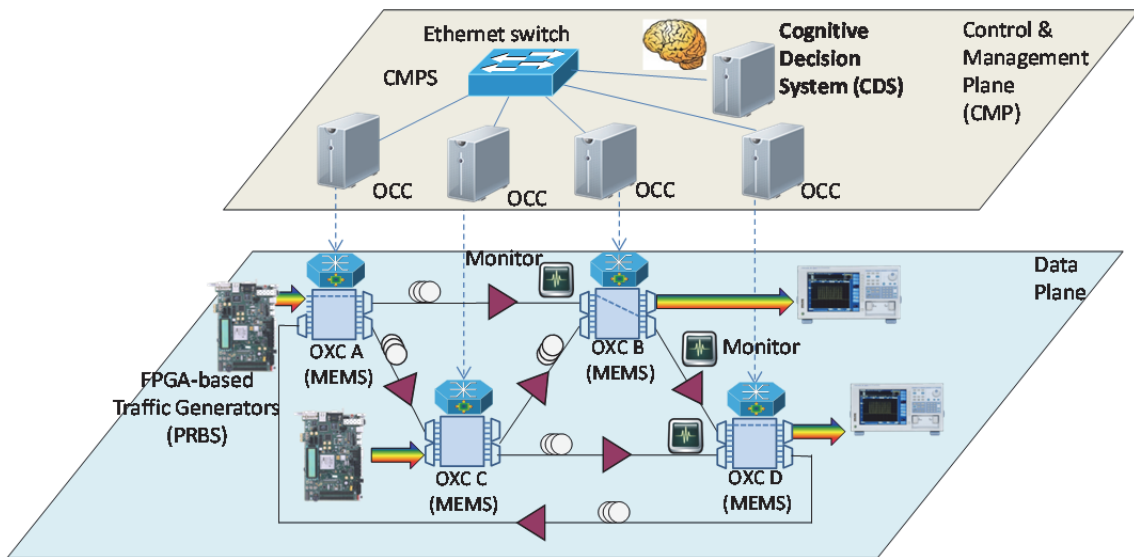 Ethernet switch
CMPS
Cognitive
Decision
System (CDS)
Control &
Management
Plane
(CMP)
OCC
OCC
OCC
OCC
Monitor
Data
Plane
OXC A
(MEMS)
OXC B
(MEMS)
Monitor
FPGA-based
Traffic Generators
(PRBS)
OXC C
(MEMS)
OXC D
(MEMS)